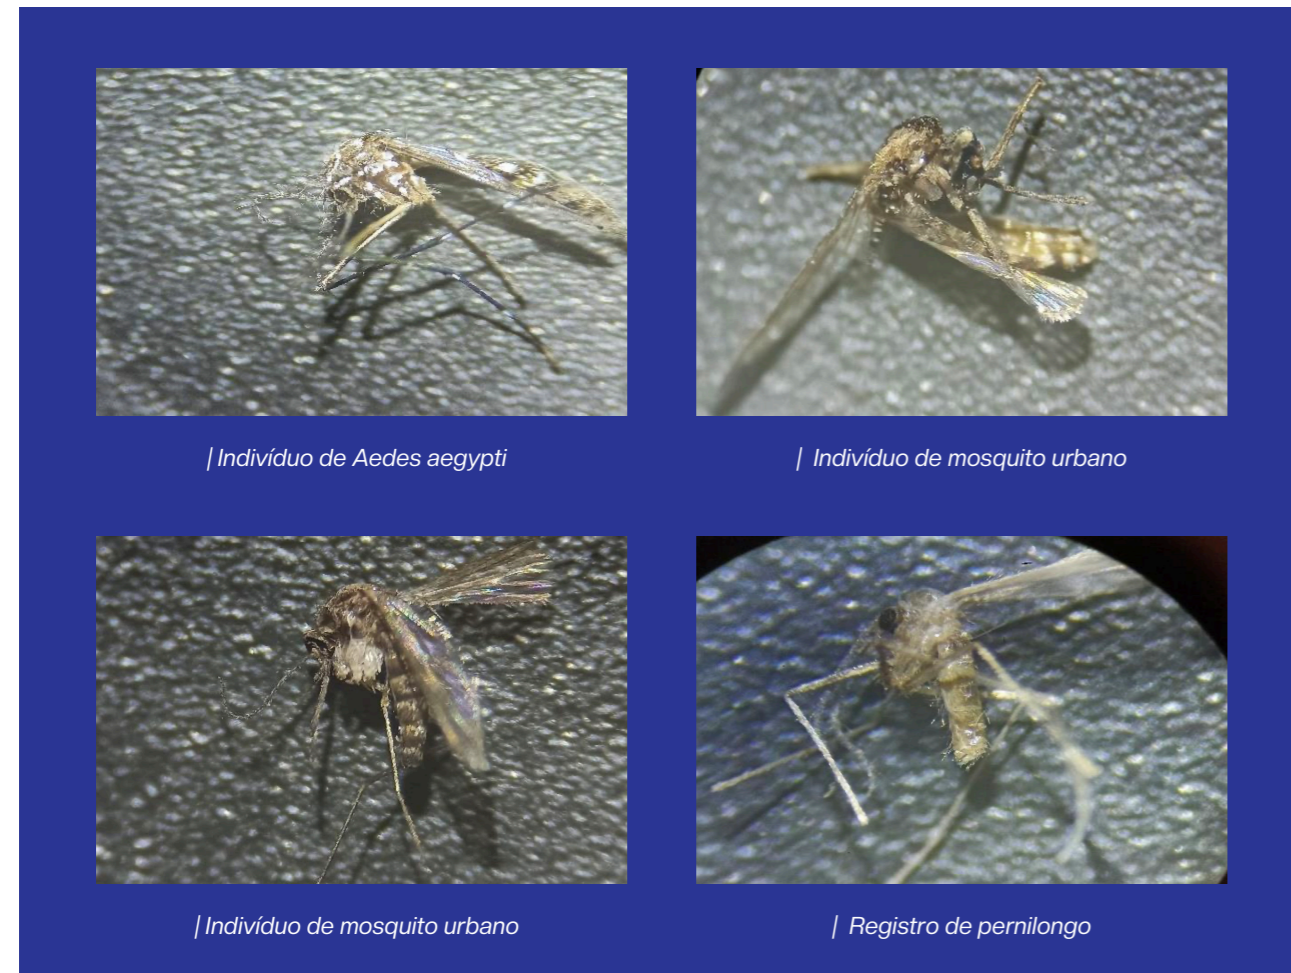 | Indivíduo de Aedes aegypti
| Indivíduo de mosquito urbano
| Indivíduo de mosquito urbano
| Registro de pernilongo